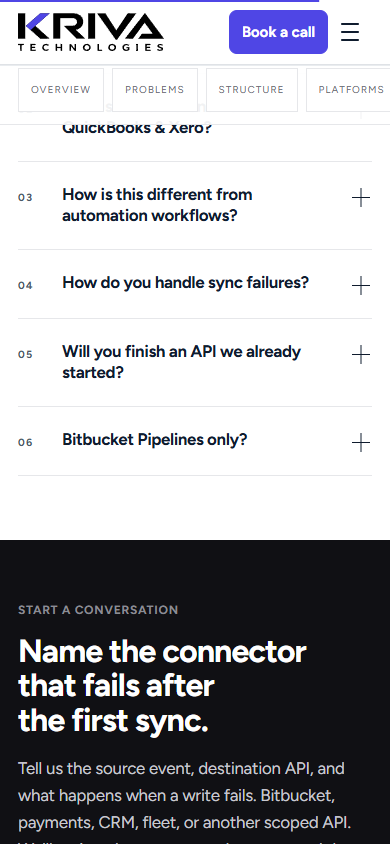 KRIVA
TECHNOLOGIES
Book a call
OVERVIEW
PROBLEMS
STRUCTURE
PLATFORMS
QuickBooks & Xero?
03
How is this different from
automation workflows?
04
How do you handle sync failures?
05
Will you finish an API we already
started?
06
Bitbucket Pipelines only?
START A CONVERSATION
Name the connector
that fails after
the first sync.
Tell us the source event, destination API, and
what happens when a write fails. Bitbucket,
payments, CRM, fleet, or another scoped API.